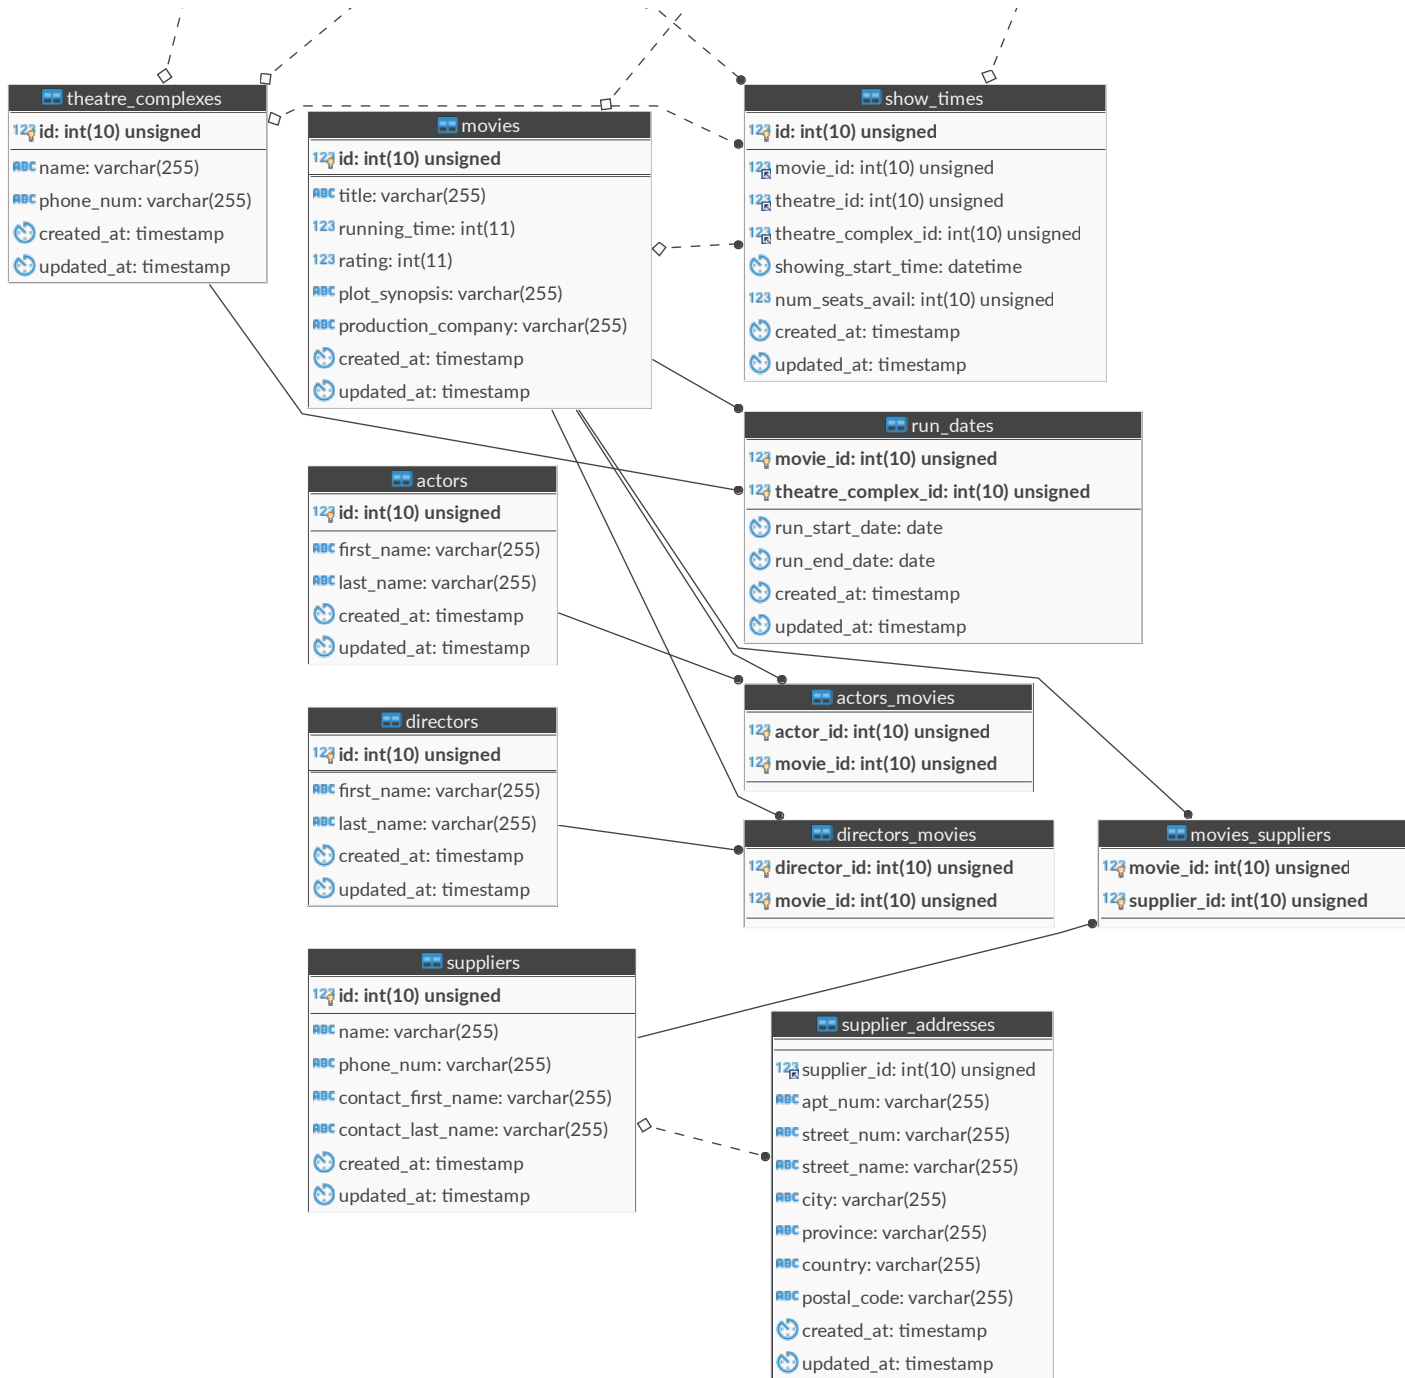 theatre_complexes
id: int(10) unsigned
name: varchar(255)
phone_num: varchar(255)
created_at: timestamp
updated_at: timestamp
movies
id: int(10) unsigned
title: varchar(255)
running_time: int(11)
rating: int(11)
plot_synopsis: varchar(255)
production_company: varchar(255)
created_at: timestamp
updated_at: timestamp
show_times
id: int(10) unsigned
movie_id: int(10) unsigned
theatre_id: int(10) unsigned
theatre_complex_id: int(10) unsigned
showing_start_time: datetime
num_seats_avail: int(10) unsigned
created_at: timestamp
updated_at: timestamp
run_dates
movie_id: int(10) unsigned
theatre_complex_id: int(10) unsigned
run_start_date: date
run_end_date: date
created_at: timestamp
updated_at: timestamp
actors
id: int(10) unsigned
first_name: varchar(255)
last_name: varchar(255)
created_at: timestamp
updated_at: timestamp
actors_movies
actor_id: int(10) unsigned
movie_id: int(10) unsigned
directors
id: int(10) unsigned
first_name: varchar(255)
last_name: varchar(255)
created_at: timestamp
updated_at: timestamp
directors_movies
director_id: int(10) unsigned
movie_id: int(10) unsigned
movies_suppliers
movie_id: int(10) unsigned
supplier_id: int(10) unsigned
suppliers
id: int(10) unsigned
name: varchar(255)
phone_num: varchar(255)
contact_first_name: varchar(255)
contact_last_name: varchar(255)
created_at: timestamp
updated_at: timestamp
supplier_addresses
supplier_id: int(10) unsigned
apt_num: varchar(255)
street_num: varchar(255)
street_name: varchar(255)
city: varchar(255)
province: varchar(255)
country: varchar(255)
postal_code: varchar(255)
created_at: timestamp
updated_at: timestamp